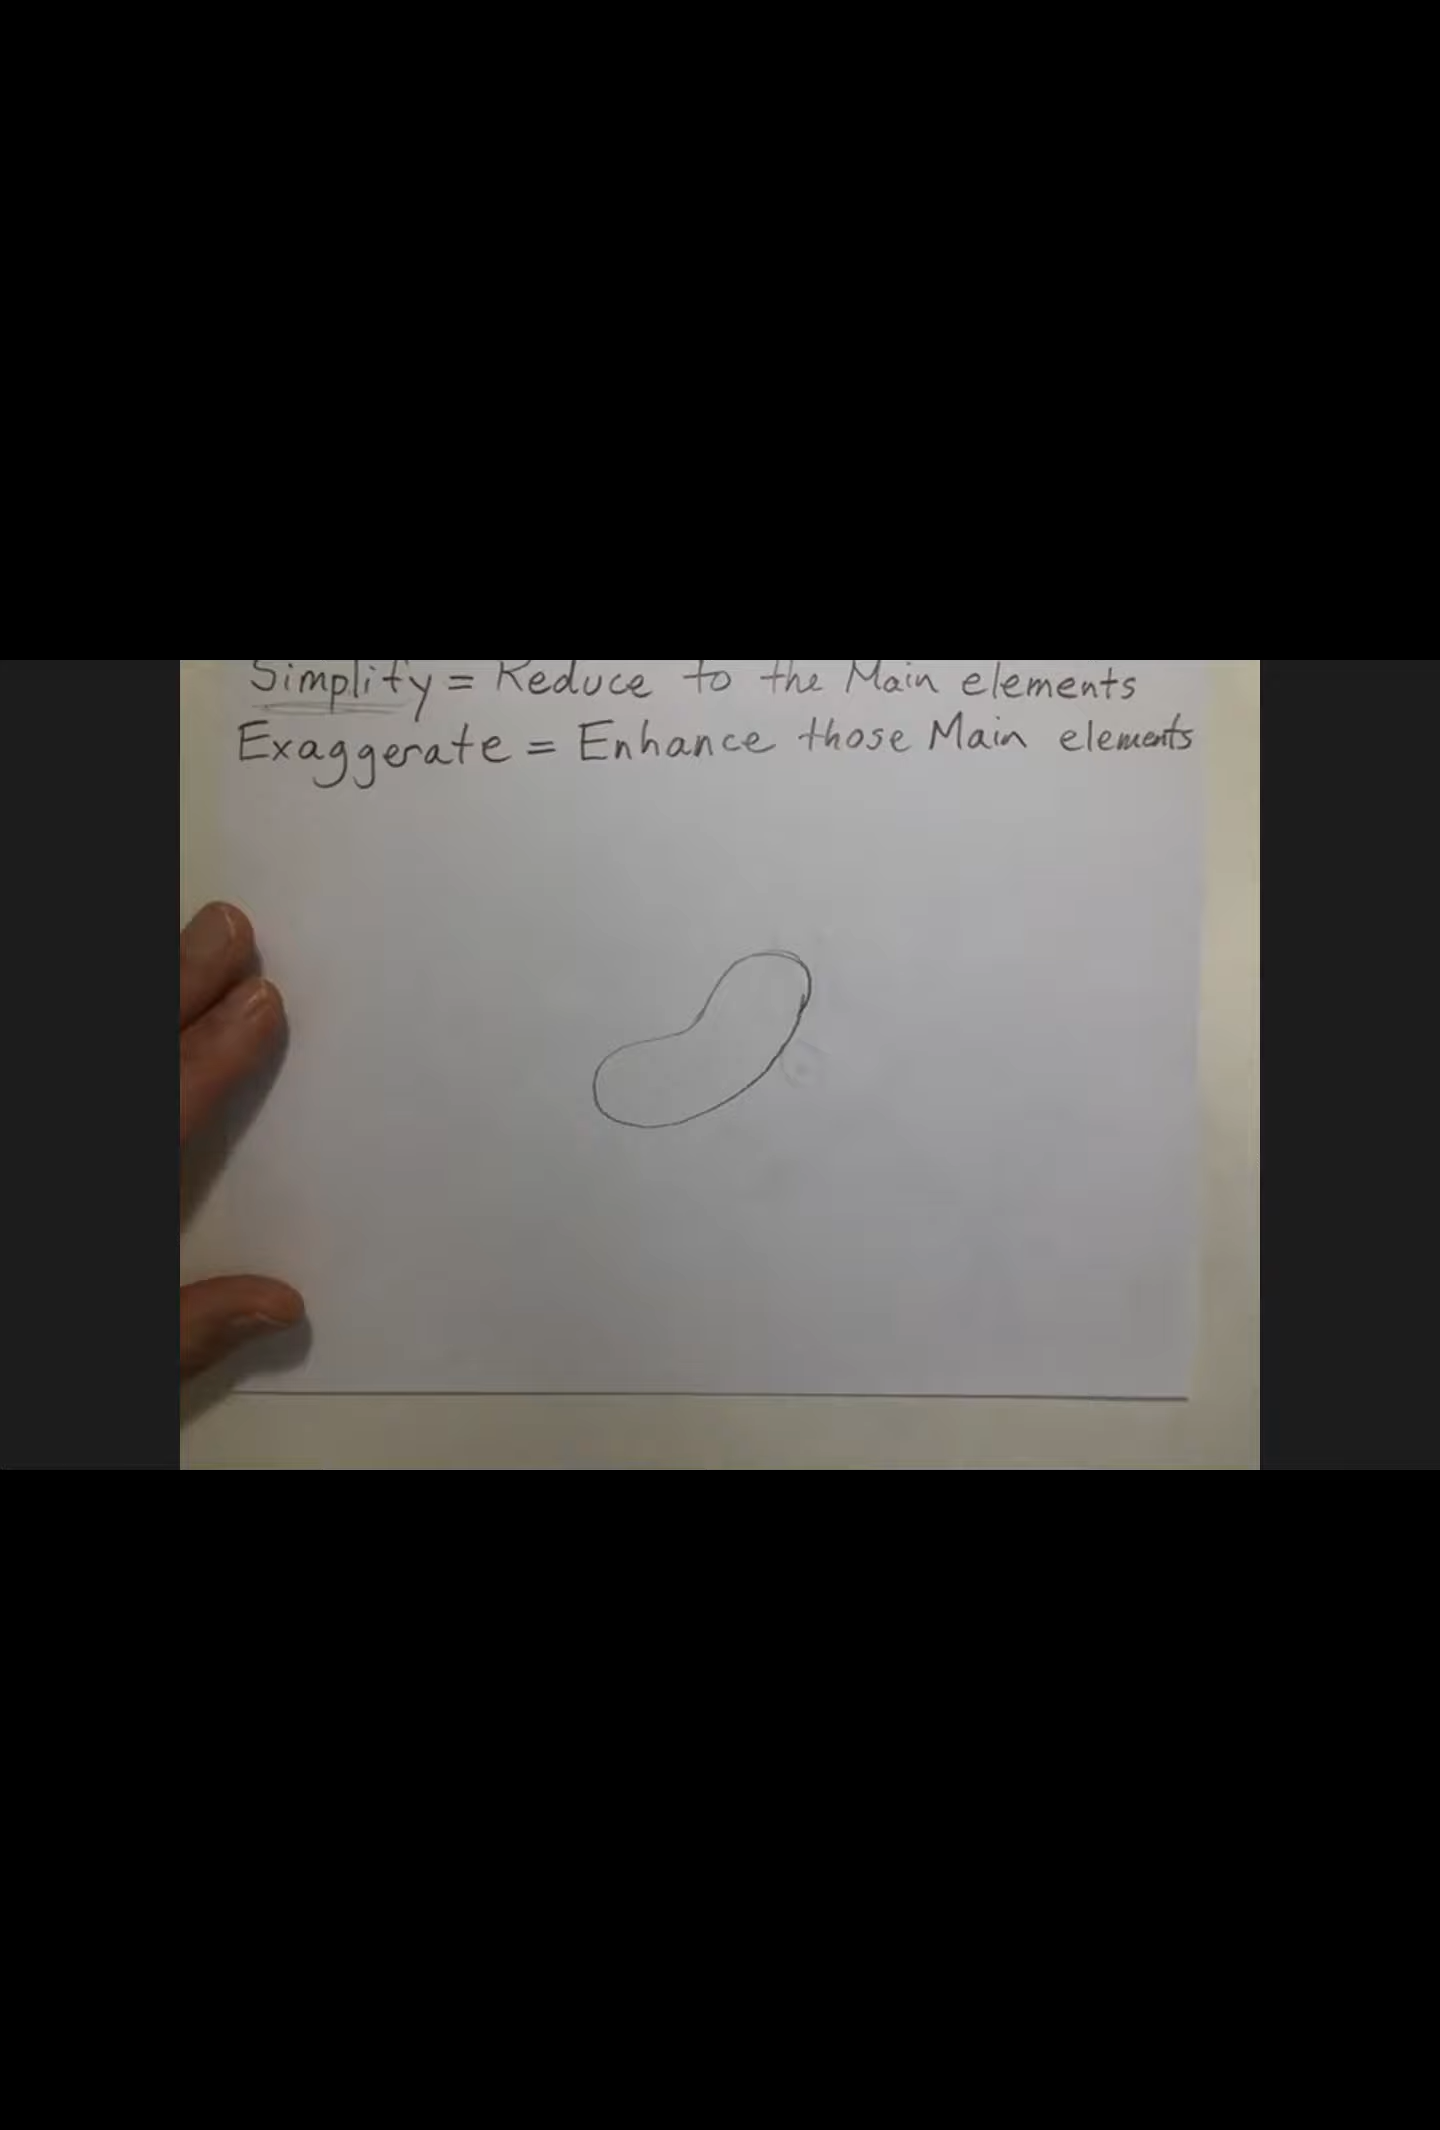 Simplify = Reduce to the Main elements
Exaggerate = Enhance those Main elements